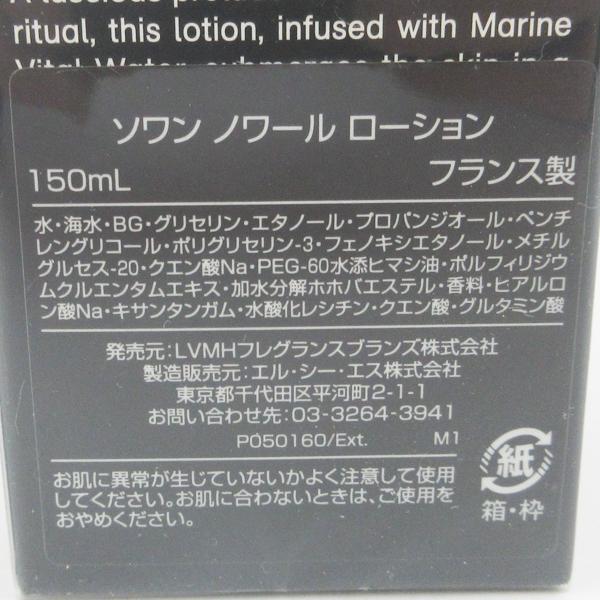 ritual, this lotion, infused with Marine
Vital Water submerges the skin in a
ソワン ノワール ローション
150mL フランス製
水・海水・BG・グリセリン・エタノール・プロパンジオール・ペンチ
レングリコール・ポリグリセリン-3・フェノキシエタノール・メチル
グルセス-20・クエン酸Na・PEG-60水添ヒマシ油・ポルフィリジウ
ムクルエンタムエキス・加水分解ホホバエステル・香料・ヒアルロ
ン酸Na・キサンタンガム・水酸化レシチン・クエン酸・グルタミン酸
発売元：LVMHフレグランスブランズ株式会社
製造販売元：エル・シー・エス株式会社
東京都千代田区平河町2-1-1
お問い合わせ先：03-3264-3941
P050160/Ext. M1
お肌に異常が生じていないかよく注意して使用
してください。お肌に合わないときは、ご使用を
おやめください。
紙
箱・枠